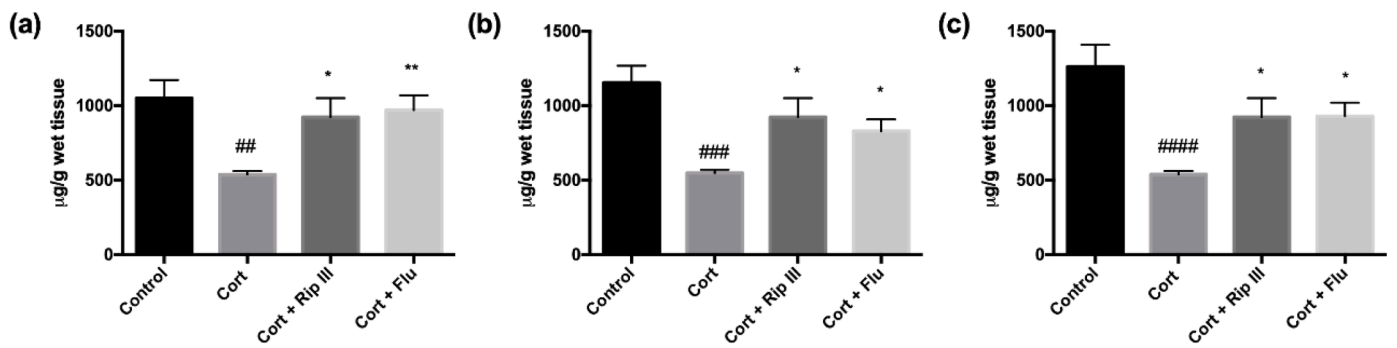 (a)
μg/g wet tissue
1500
1000
500
0
##
*
**
Control
Cort
Cort + Rip III
Cort + Flu
(b)
μg/g wet tissue
1500
1000
500
0
###
*
*
Control
Cort
Cort + Rip III
Cort + Flu
(c)
μg/g wet tissue
1500
1000
500
0
####
*
*
Control
Cort
Cort + Rip III
Cort + Flu